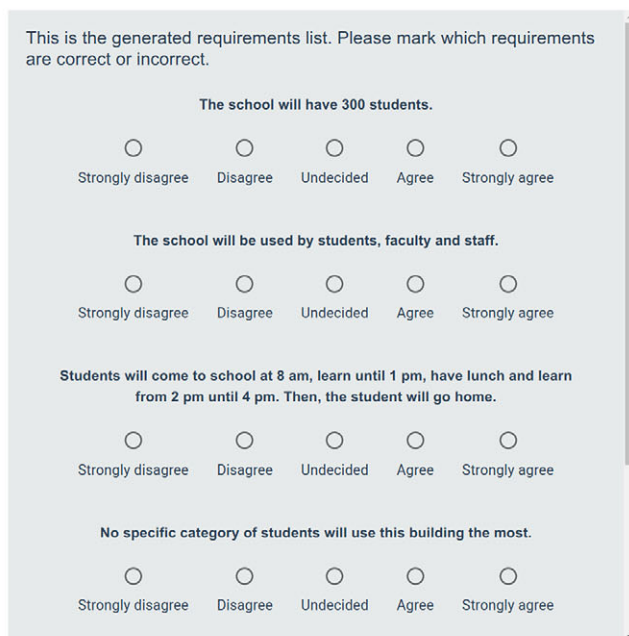 This is the generated requirements list. Please mark which requirements
are correct or incorrect.
The school will have 300 students.
Strongly disagree Disagree Undecided Agree Strongly agree
The school will be used by students, faculty and staff.
Strongly disagree Disagree Undecided Agree Strongly agree
Students will come to school at 8 am, learn until 1 pm, have lunch and learn
from 2 pm until 4 pm. Then, the student will go home.
Strongly disagree Disagree Undecided Agree Strongly agree
No specific category of students will use this building the most.
Strongly disagree Disagree Undecided Agree Strongly agree